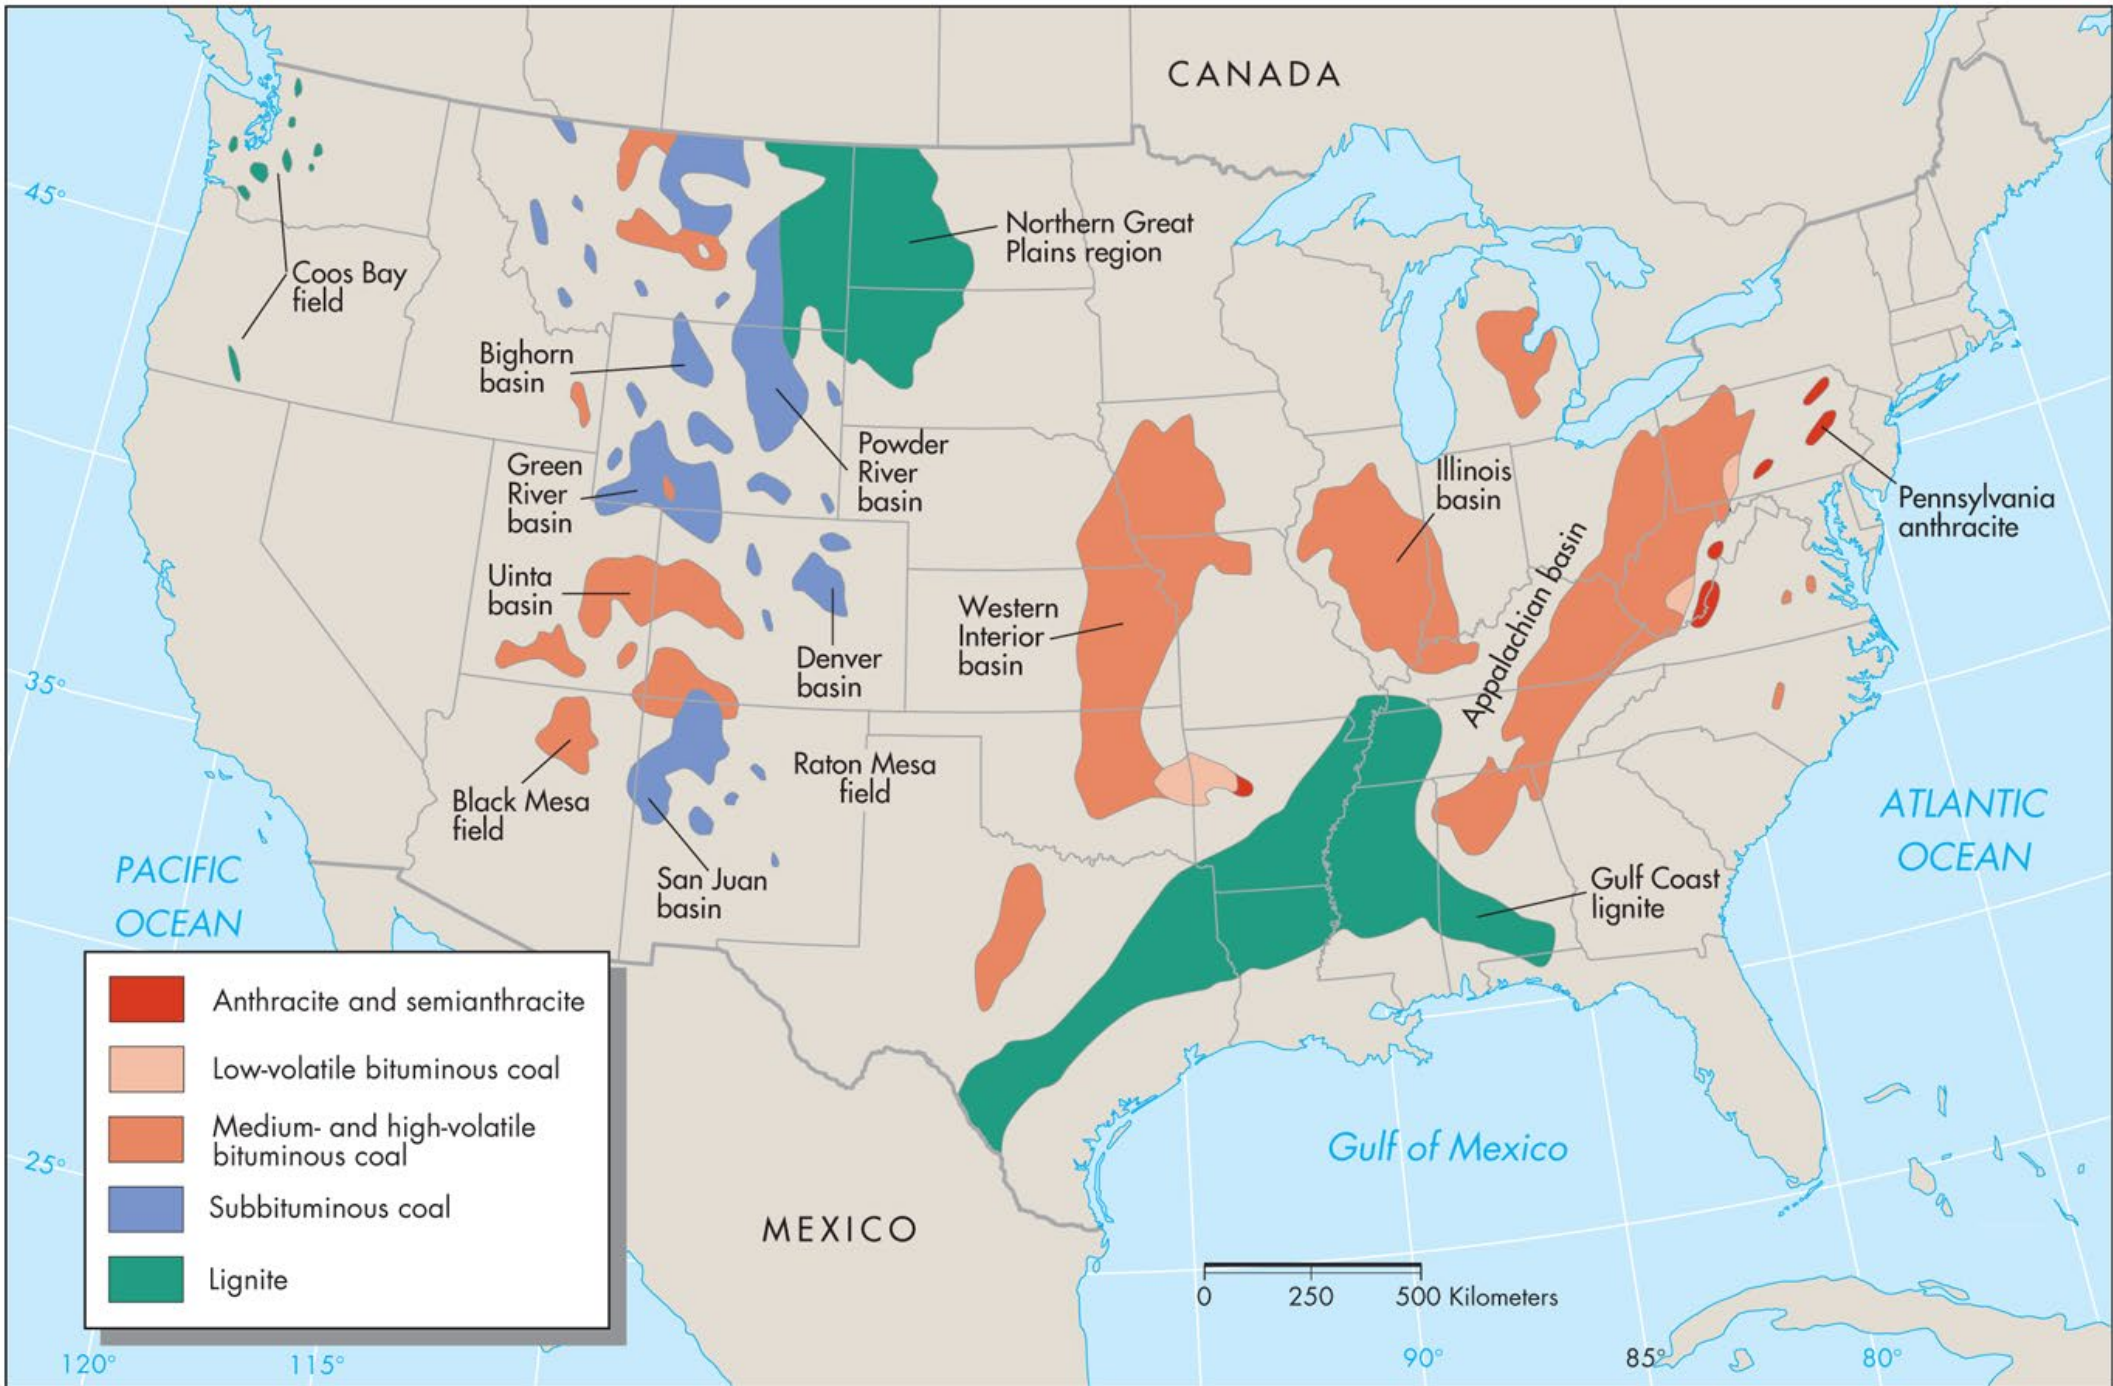 CANADA
45°
Northern Great
Plains region
Coos Bay
field
Bighorn
basin
Powder
River
basin
Green
River
basin
Illinois
basin
Pennsylvania
anthracite
Uinta
basin
Western
Interior
basin
Appalachian basin
Denver
basin
35°
Raton Mesa
field
Black Mesa
field
San Juan
basin
Gulf Coast
lignite
ATLANTIC
OCEAN
PACIFIC
OCEAN
Anthracite and semianthracite
Low-volatile bituminous coal
Medium- and high-volatile
bituminous coal
Subbituminous coal
Lignite
25°
Gulf of Mexico
MEXICO
0 250 500 Kilometers
120° 115° 90° 85° 80°